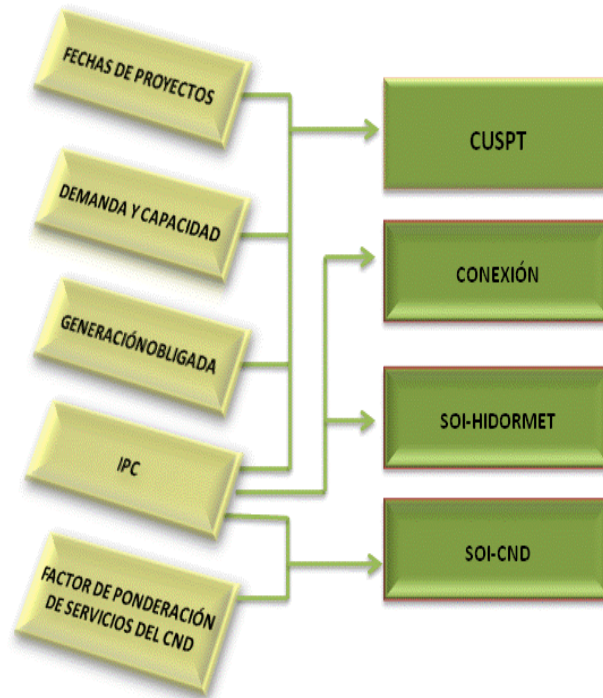 FECHAS DE PROYECTOS
DEMANDA Y CAPACIDAD
GENERACIÓNOBLIGADA
IPC
FACTOR DE PONDERACIÓN
DE SERVICIOS DEL CND
CUSPT
CONEXIÓN
SOI-HIDORMET
SOI-CND